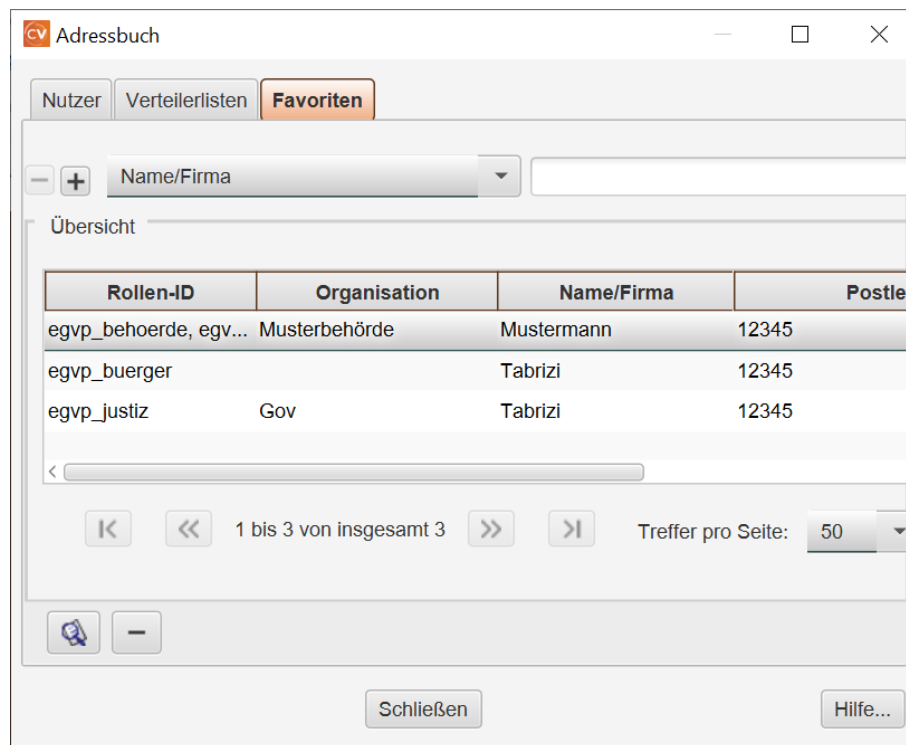 CV Adressbuch
Nutzer Verteilerlisten Favoriten
Name/Firma
Übersicht
Rollen-ID Organisation Name/Firma Postle
egvp_behoerde, egv... Musterbehörde Mustermann 12345
egvp_buerger Tabrizi 12345
egvp_justiz Gov Tabrizi 12345
1 bis 3 von insgesamt 3 Treffer pro Seite: 50
Schließen Hilfe...